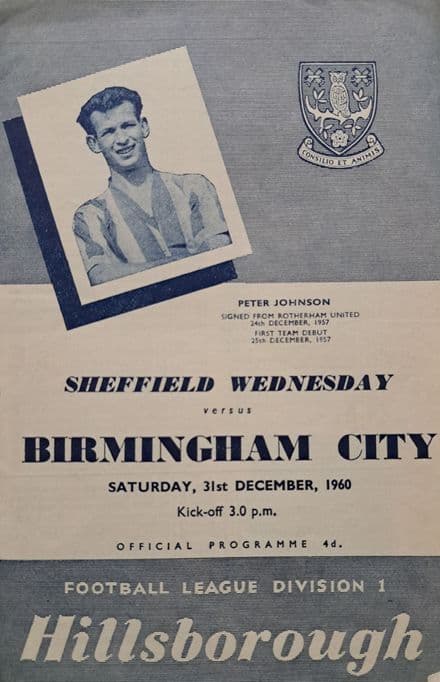 CONSILIO ET ANIMIS
PETER JOHNSON
SIGNED FROM ROTHERHAM UNITED
24th DECEMBER, 1957
FIRST TEAM DEBUT
25th DECEMBER, 1957
SHEFFIELD WEDNESDAY
versus
BIRMINGHAM CITY
SATURDAY, 31st DECEMBER, 1960
Kick-off 3.0 p.m.
OFFICIAL PROGRAMME 4d.
FOOTBALL LEAGUE DIVISION 1
Hillsborough